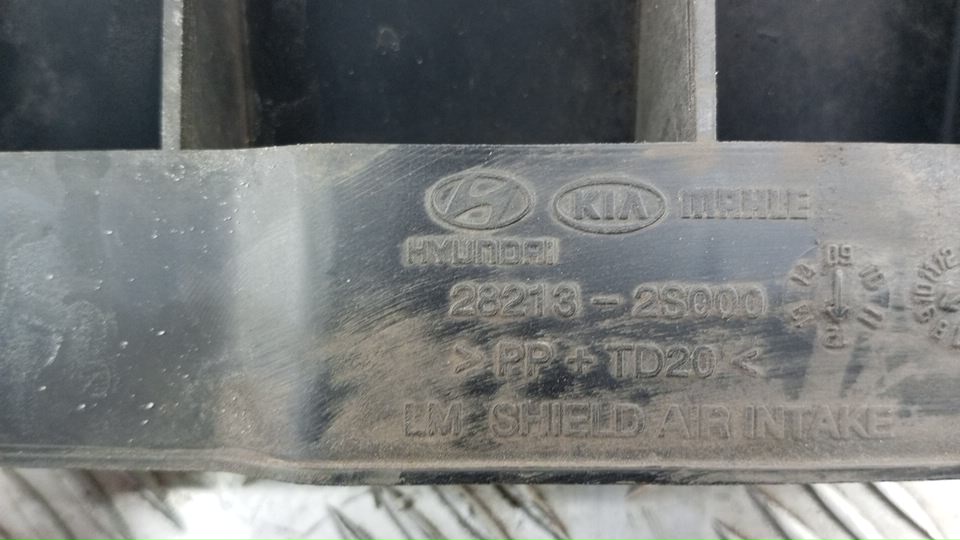 KIA MAHLE
HYUNDAI
28213-2S000
>PP+TD20<
LM SHIELD AIR INTAKE